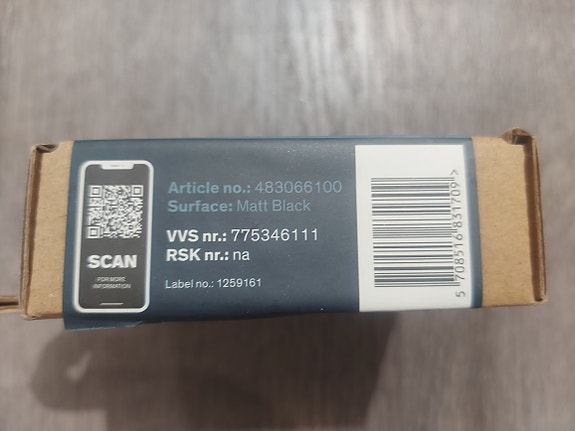 Article no.: 483066100
Surface: Matt Black
VVS nr.: 775346111
RSK nr.: na
Label no.: 1259161
SCAN
FOR MORE
INFORMATION
5 708516 831709 >